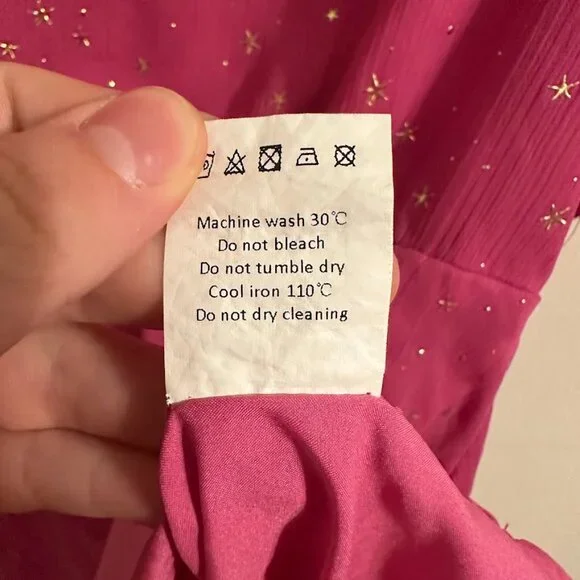 Machine wash 30℃
Do not bleach
Do not tumble dry
Cool iron 110℃
Do not dry cleaning